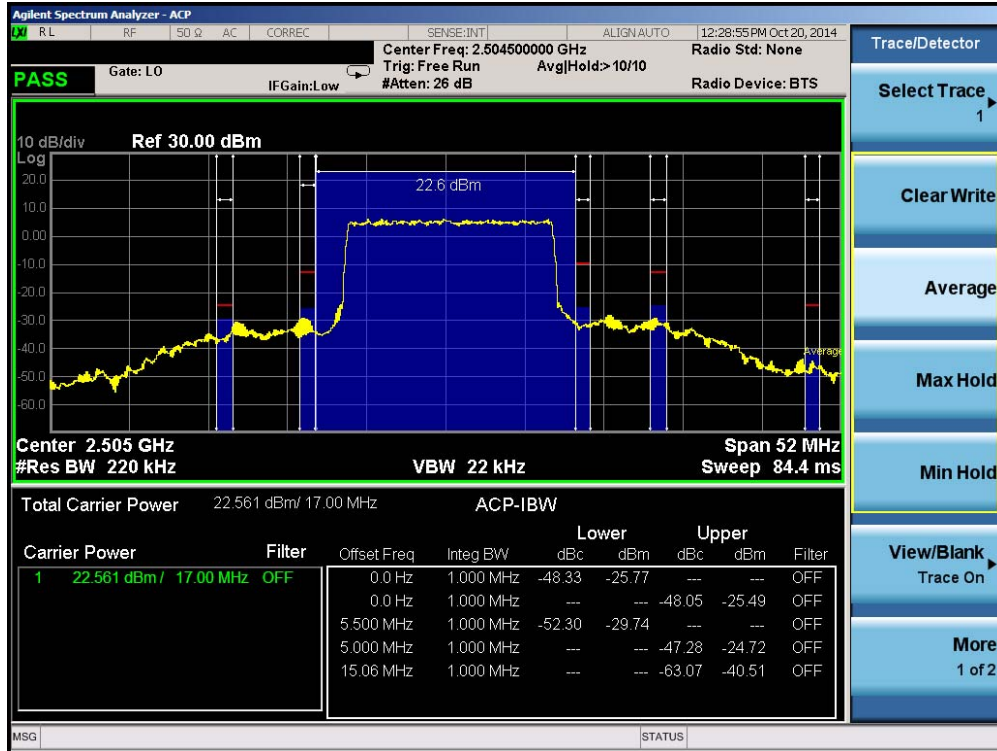 Agilent Spectrum Analyzer - ACP
LXI RL RF 50 Ω AC CORREC SENSE:INT ALIGN AUTO 12:28:55 PM Oct 20, 2014
Center Freq: 2.504500000 GHz Radio Std: None
Trig: Free Run Avg|Hold:>10/10
PASS Gate: LO IFGain:Low #Atten: 26 dB Radio Device: BTS
10 dB/div Ref 30.00 dBm
Log
20.0
10.0
0.00
-10.0
-20.0
-30.0
-40.0
-50.0
-60.0
22.6 dBm
Average
Center 2.505 GHz Span 52 MHz
#Res BW 220 kHz VBW 22 kHz Sweep 84.4 ms
Total Carrier Power 22.561 dBm/ 17.00 MHz ACP-IBW
Lower Upper
Carrier Power Filter Offset Freq Integ BW dBc dBm dBc dBm Filter
1 22.561 dBm / 17.00 MHz OFF 0.0 Hz 1.000 MHz -48.33 -25.77 --- --- OFF
0.0 Hz 1.000 MHz --- --- -48.05 -25.49 OFF
5.500 MHz 1.000 MHz -52.30 -29.74 --- --- OFF
5.000 MHz 1.000 MHz --- --- -47.28 -24.72 OFF
15.06 MHz 1.000 MHz --- --- -63.07 -40.51 OFF
MSG STATUS
Trace/Detector
Select Trace
1
Clear Write
Average
Max Hold
Min Hold
View/Blank
Trace On
More
1 of 2